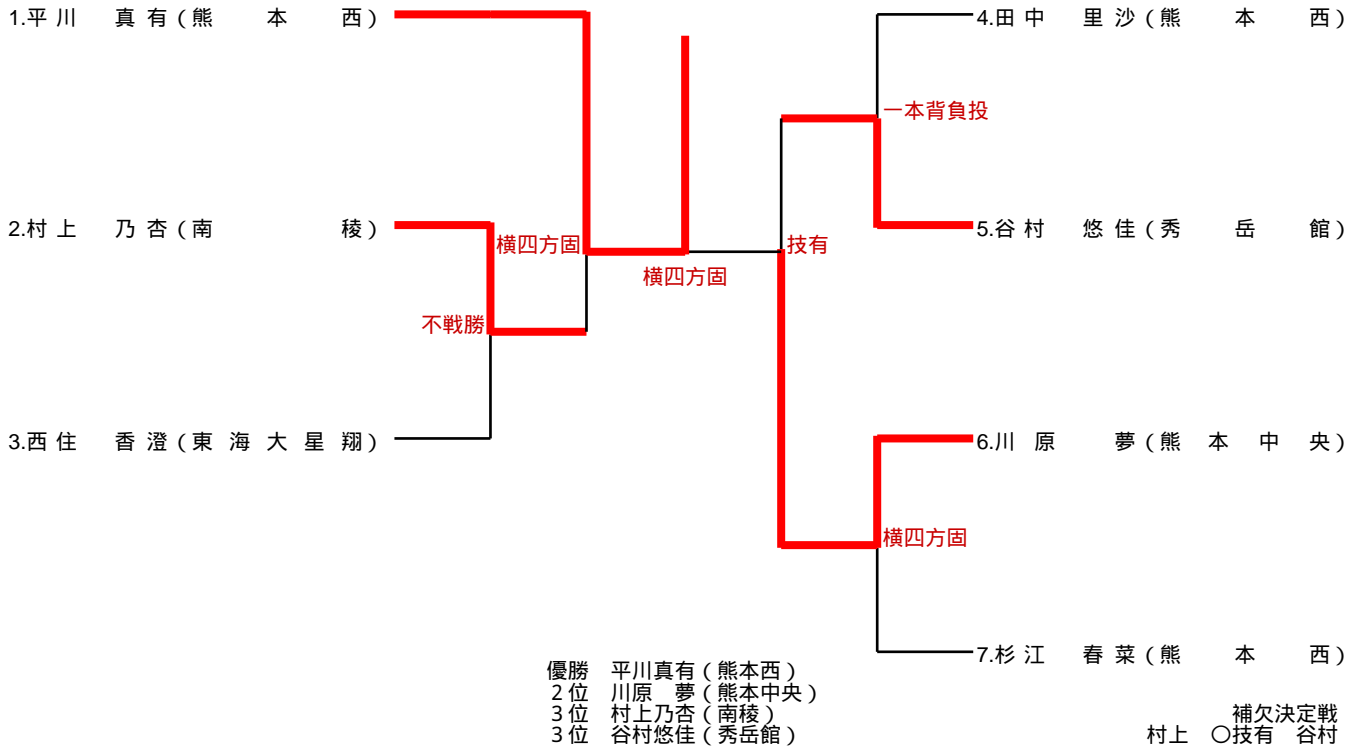 1.平川 真有(熊本西)
4.田中 里沙(熊本西)
一本背負投
2.村上 乃杏(南稜)
5.谷村 悠佳(秀岳館)
横四方固
技有
横四方固
不戦勝
3.西住 香澄(東海大星翔)
6.川原 夢(熊本中央)
横四方固
7.杉江 春菜(熊本西)
優勝 平川真有(熊本西)
2位 川原 夢(熊本中央)
3位 村上乃杏(南稜)
3位 谷村悠佳(秀岳館)
補欠決定戦
村上 ○技有 谷村